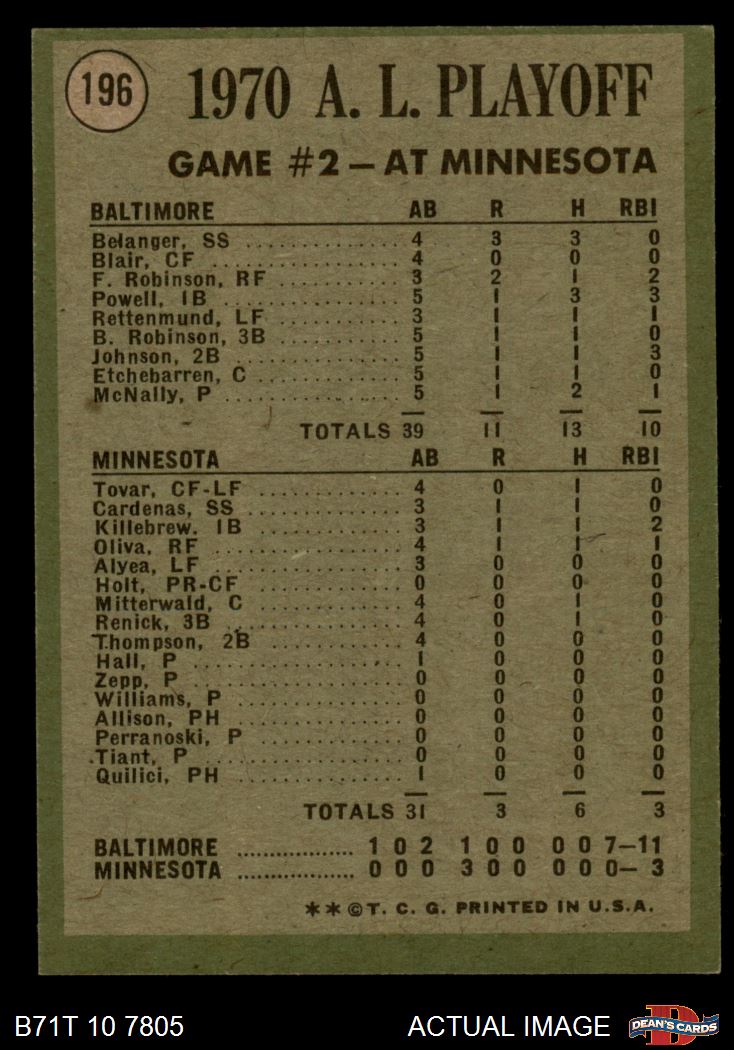 196
1970 A. L. PLAYOFF
GAME #2 – AT MINNESOTA
BALTIMORE AB R H RBI
Belanger, SS .................. 4 3 3 0
Blair, CF .................. 4 0 0 0
F. Robinson, RF .................. 3 2 1 2
Powell, 1B .................. 5 1 3 3
Rettenmund, LF .................. 3 1 1 1
B. Robinson, 3B .................. 5 1 1 0
Johnson, 2B .................. 5 1 1 3
Etchebarren, C .................. 5 1 1 0
McNally, P .................. 5 1 2 1
TOTALS 39 11 13 10
MINNESOTA AB R H RBI
Tovar, CF-LF .................. 4 0 1 0
Cardenas, SS .................. 3 1 1 0
Killebrew. 1B .................. 3 1 1 2
Oliva, RF .................. 4 1 1 1
Alyea, LF .................. 3 0 0 0
Holt, PR-CF .................. 0 0 0 0
Mitterwald, C .................. 4 0 1 0
Renick, 3B .................. 4 0 1 0
Thompson, 2B .................. 4 0 0 0
Hall, P .................. 1 0 0 0
Zepp, P .................. 0 0 0 0
Williams, P .................. 0 0 0 0
Allison, PH .................. 0 0 0 0
Perranoski, P .................. 0 0 0 0
Tiant, P .................. 0 0 0 0
Quilici, PH .................. 1 0 0 0
TOTALS 31 3 6 3
BALTIMORE .................. 1 0 2 1 0 0 0 0 7–11
MINNESOTA .................. 0 0 0 3 0 0 0 0 0– 3
**©T. C. G. PRINTED IN U.S.A.
B71T 10 7805 ACTUAL IMAGE D DEAN'S CARDS